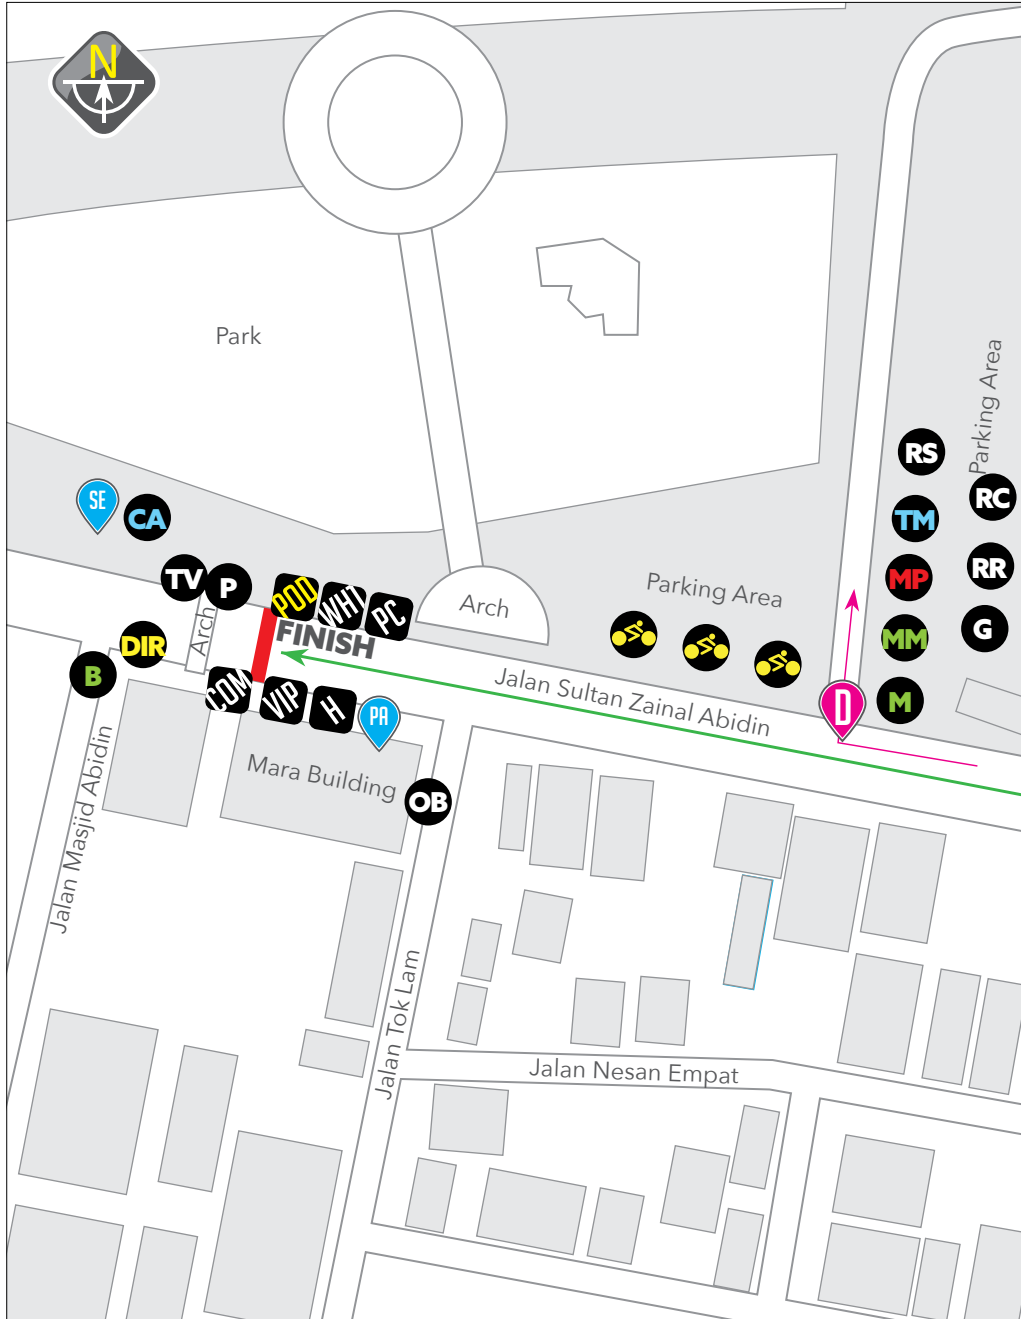 N
Park
Parking Area
RS
SE
CA
TM
RC
TV
P
POD
WHI
PC
Arch
Parking Area
MP
RR
Arch
DIR
FINISH
MM
G
B
COM
VIP
H
PA
Jalan Sultan Zainal Abidin
D
M
Jalan Masjid Abidin
Mara Building
OB
Jalan Tok Lam
Jalan Nesan Empat